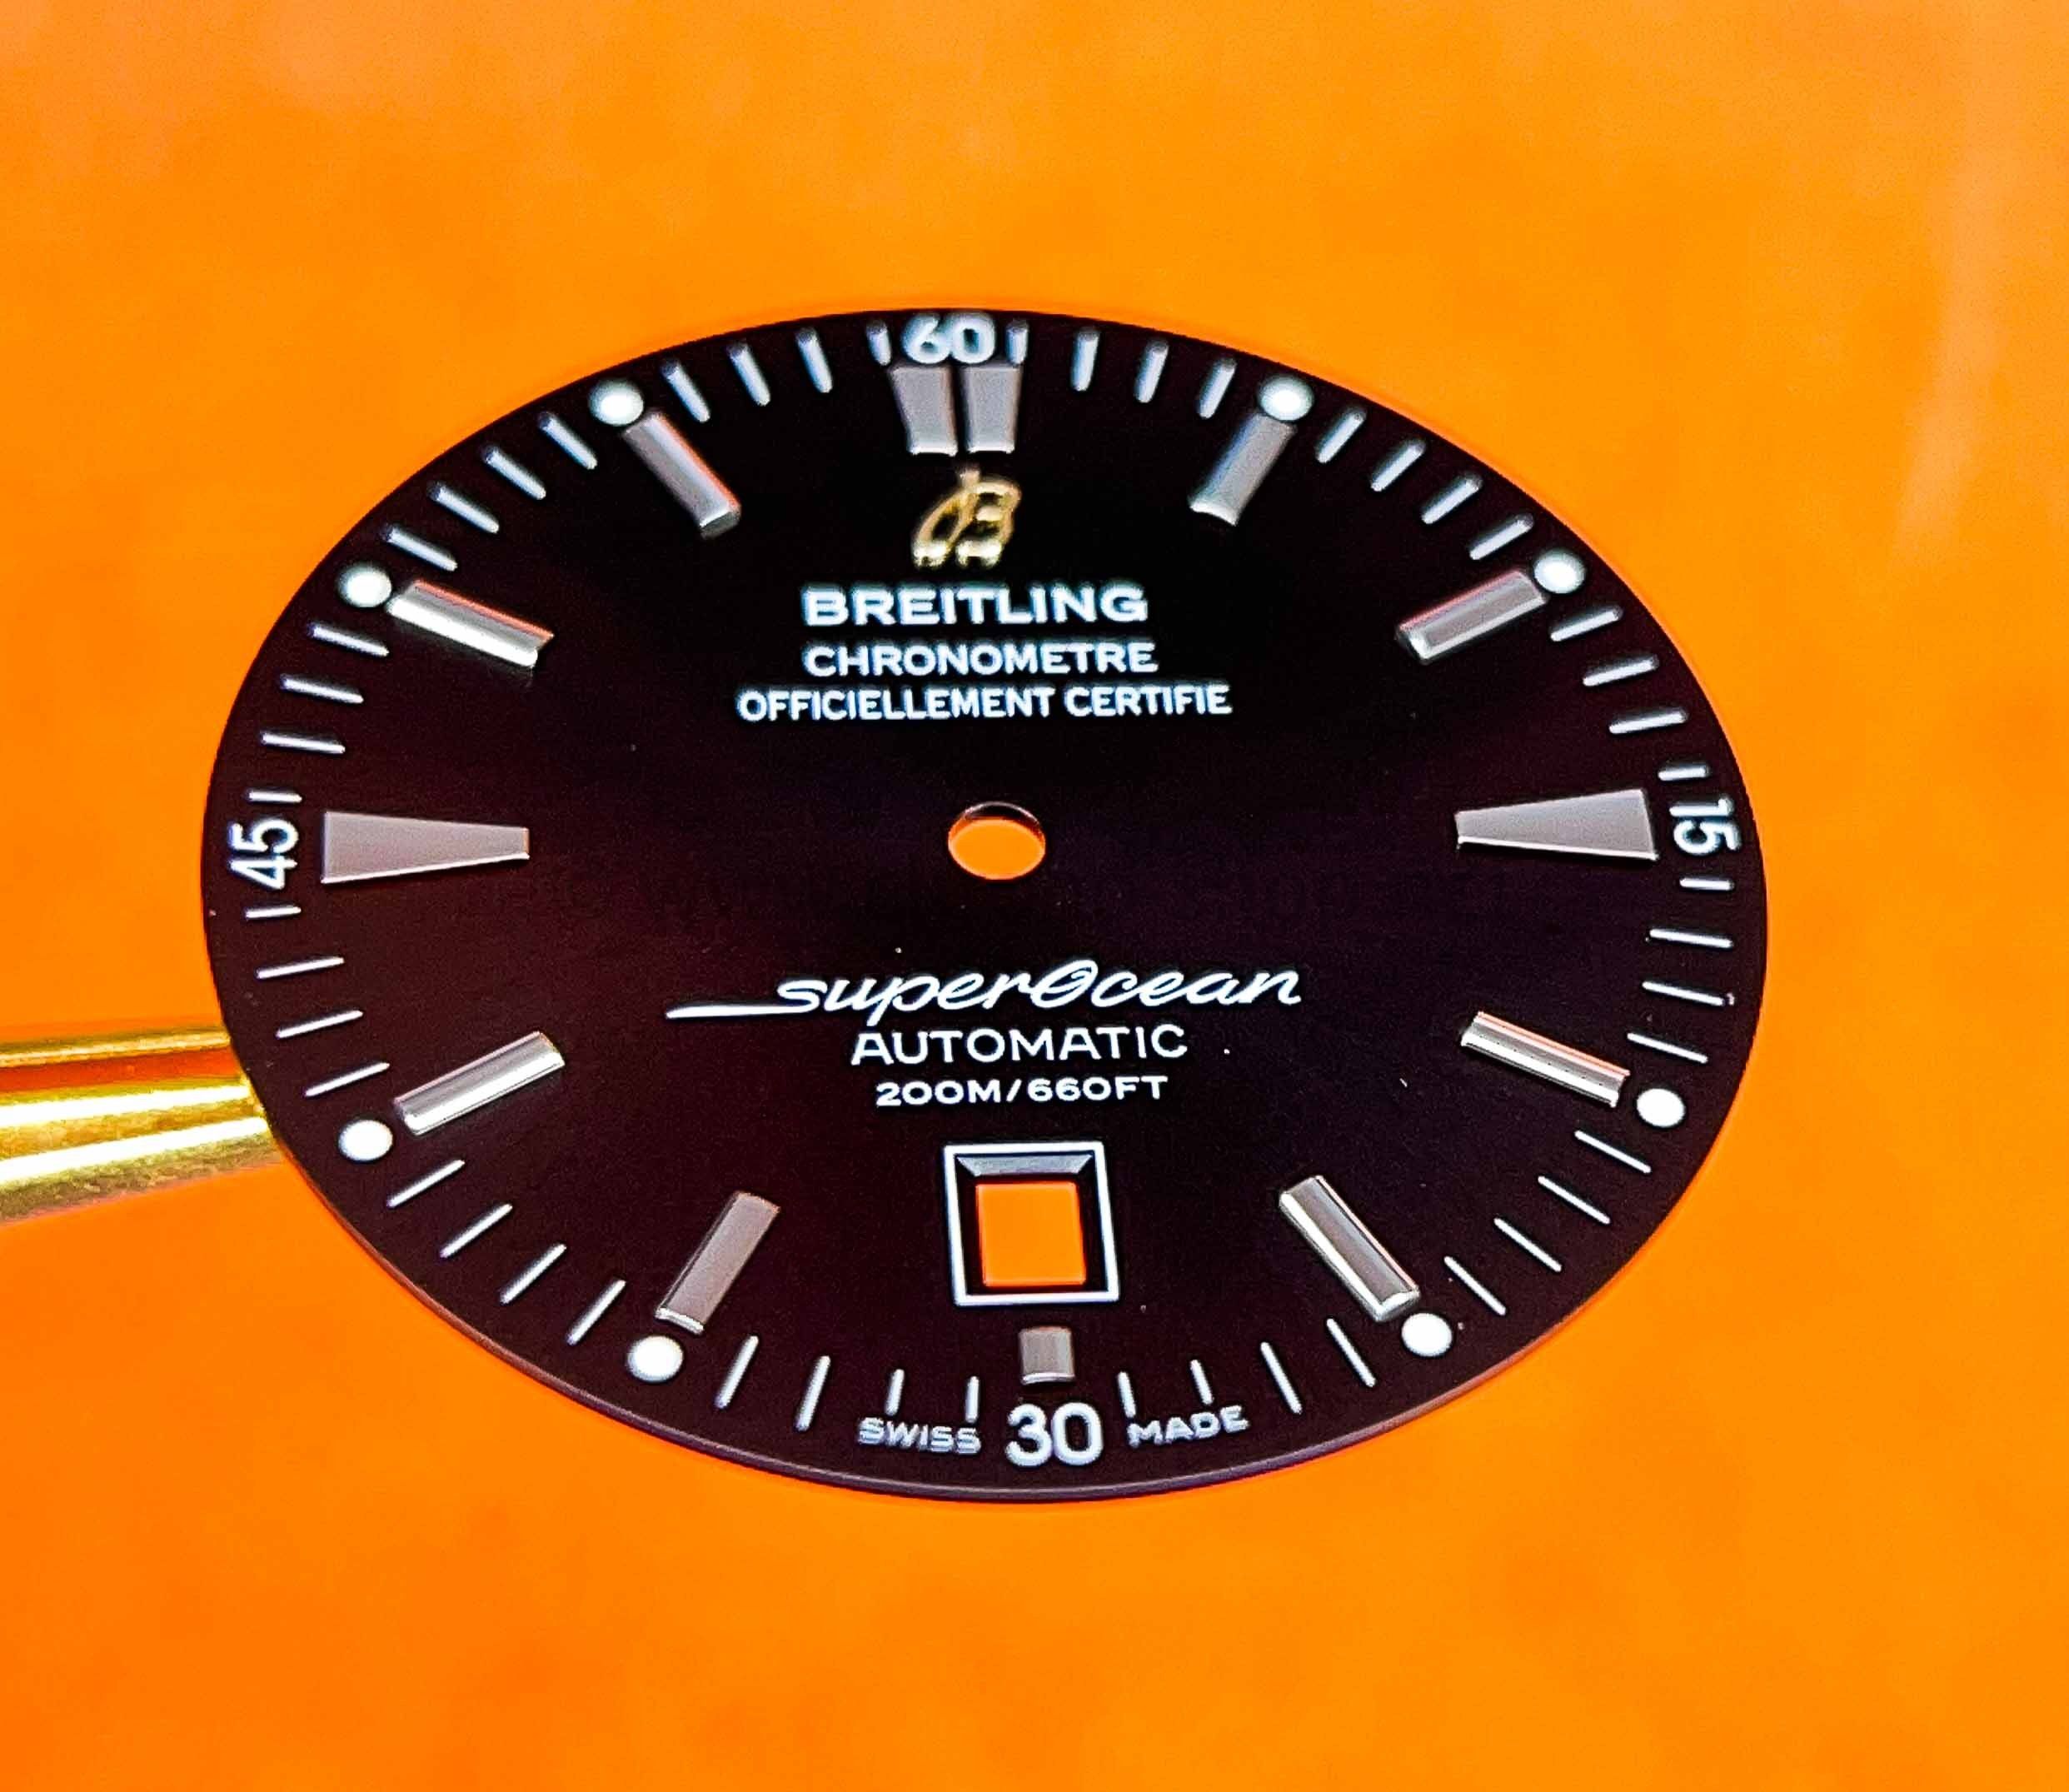 60
B
BREITLING
CHRONOMETRE
OFFICIELLEMENT CERTIFIE
45
15
superOcean
AUTOMATIC
200M/660FT
SWISS 30 MADE